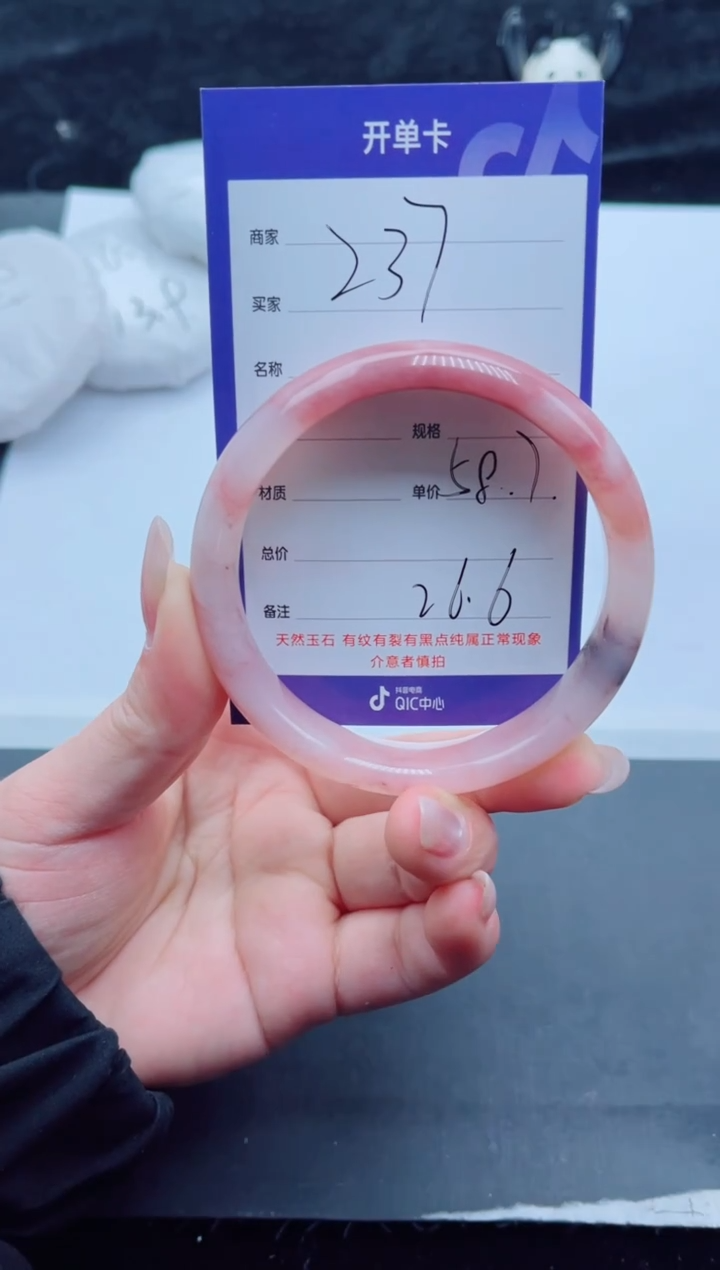 开单卡
商家
237
买家
名称
规格
58.7.
材质 单价
总价
26.6
备注
天然玉石 有纹有裂有黑点纯属正常现象
介意者慎拍
抖音电商
QIC中心